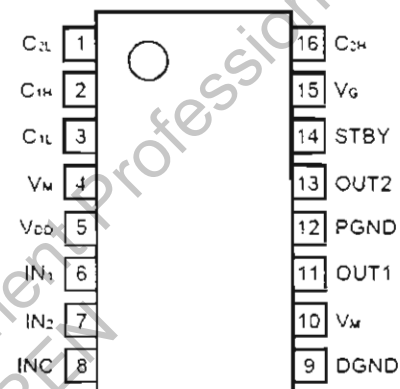 C2L 1 16 C2H
C1H 2 15 VG
C1L 3 14 STBY
VM 4 13 OUT2
VDD 5 12 PGND
IN1 6 11 OUT1
IN2 7 10 VM
INC 8 9 DGND